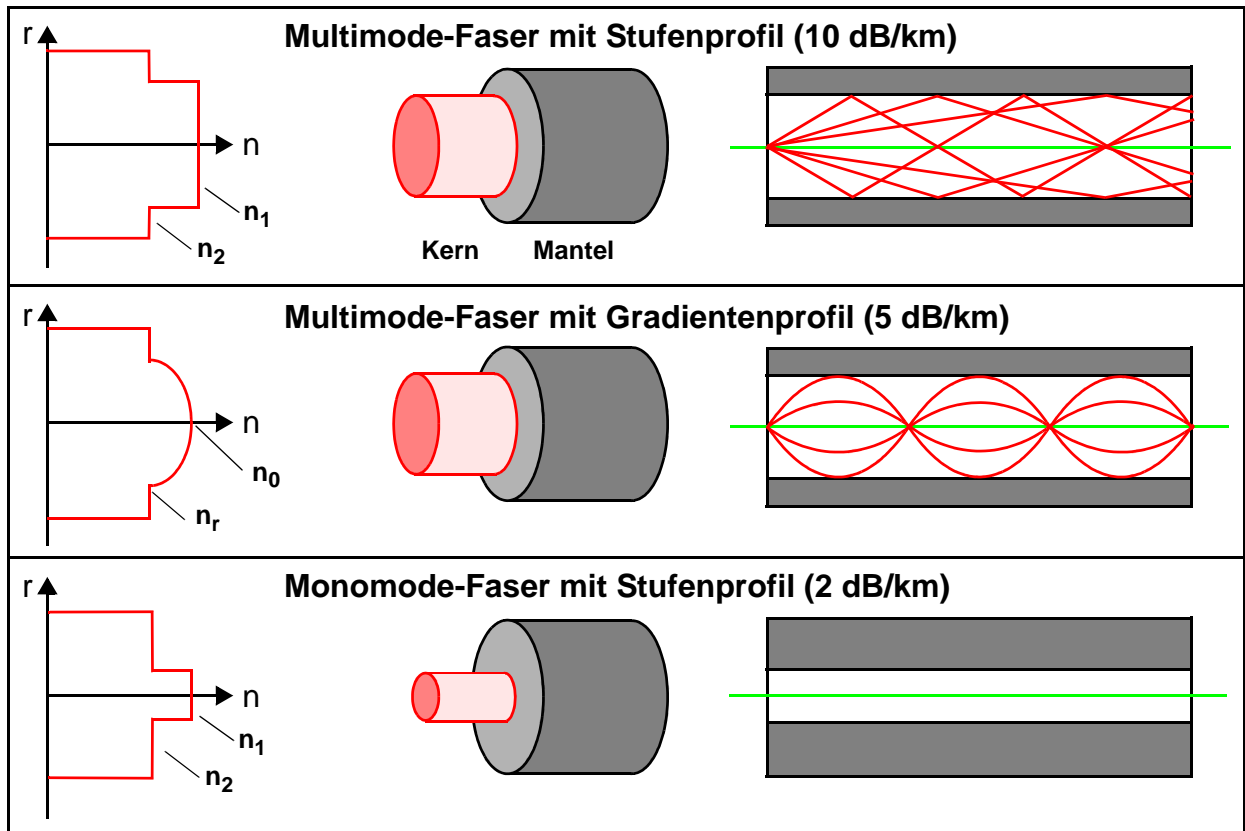 r
Multimode-Faser mit Stufenprofil (10 dB/km)
n
n1
n2
Kern Mantel
r
Multimode-Faser mit Gradientenprofil (5 dB/km)
n
n0
nr
r
Monomode-Faser mit Stufenprofil (2 dB/km)
n
n1
n2